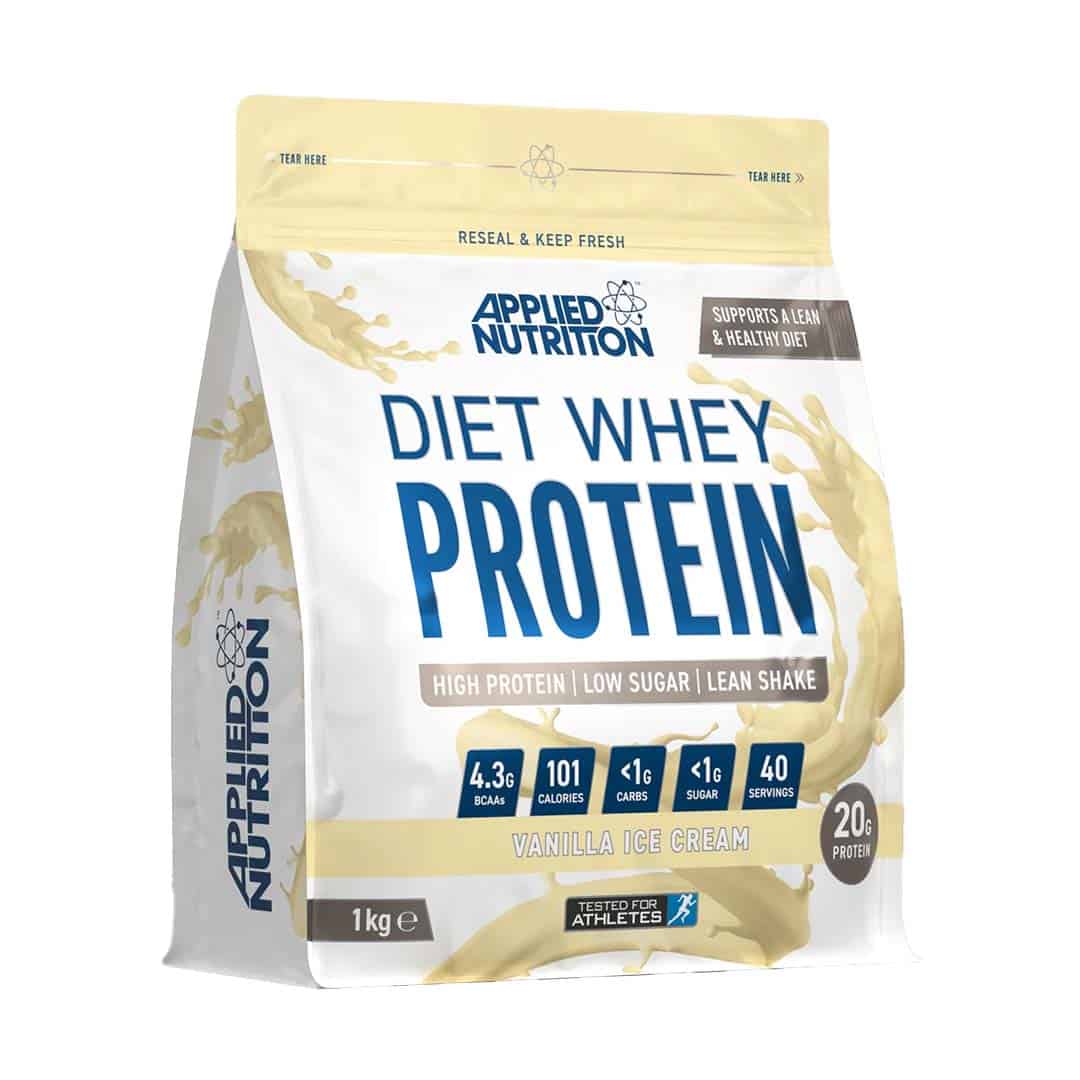 TEAR HERE
TEAR HERE »
RESEAL & KEEP FRESH
APPLIED
NUTRITION
™
SUPPORTS A LEAN
& HEALTHY DIET
DIET WHEY
PROTEIN
HIGH PROTEIN | LOW SUGAR | LEAN SHAKE
4.3G
BCAAs
101
CALORIES
<1G
CARBS
<1G
SUGAR
40
SERVINGS
20G
PROTEIN
VANILLA ICE CREAM
TESTED FOR
ATHLETES
1kg ℮
APPLIED
NUTRITION
™